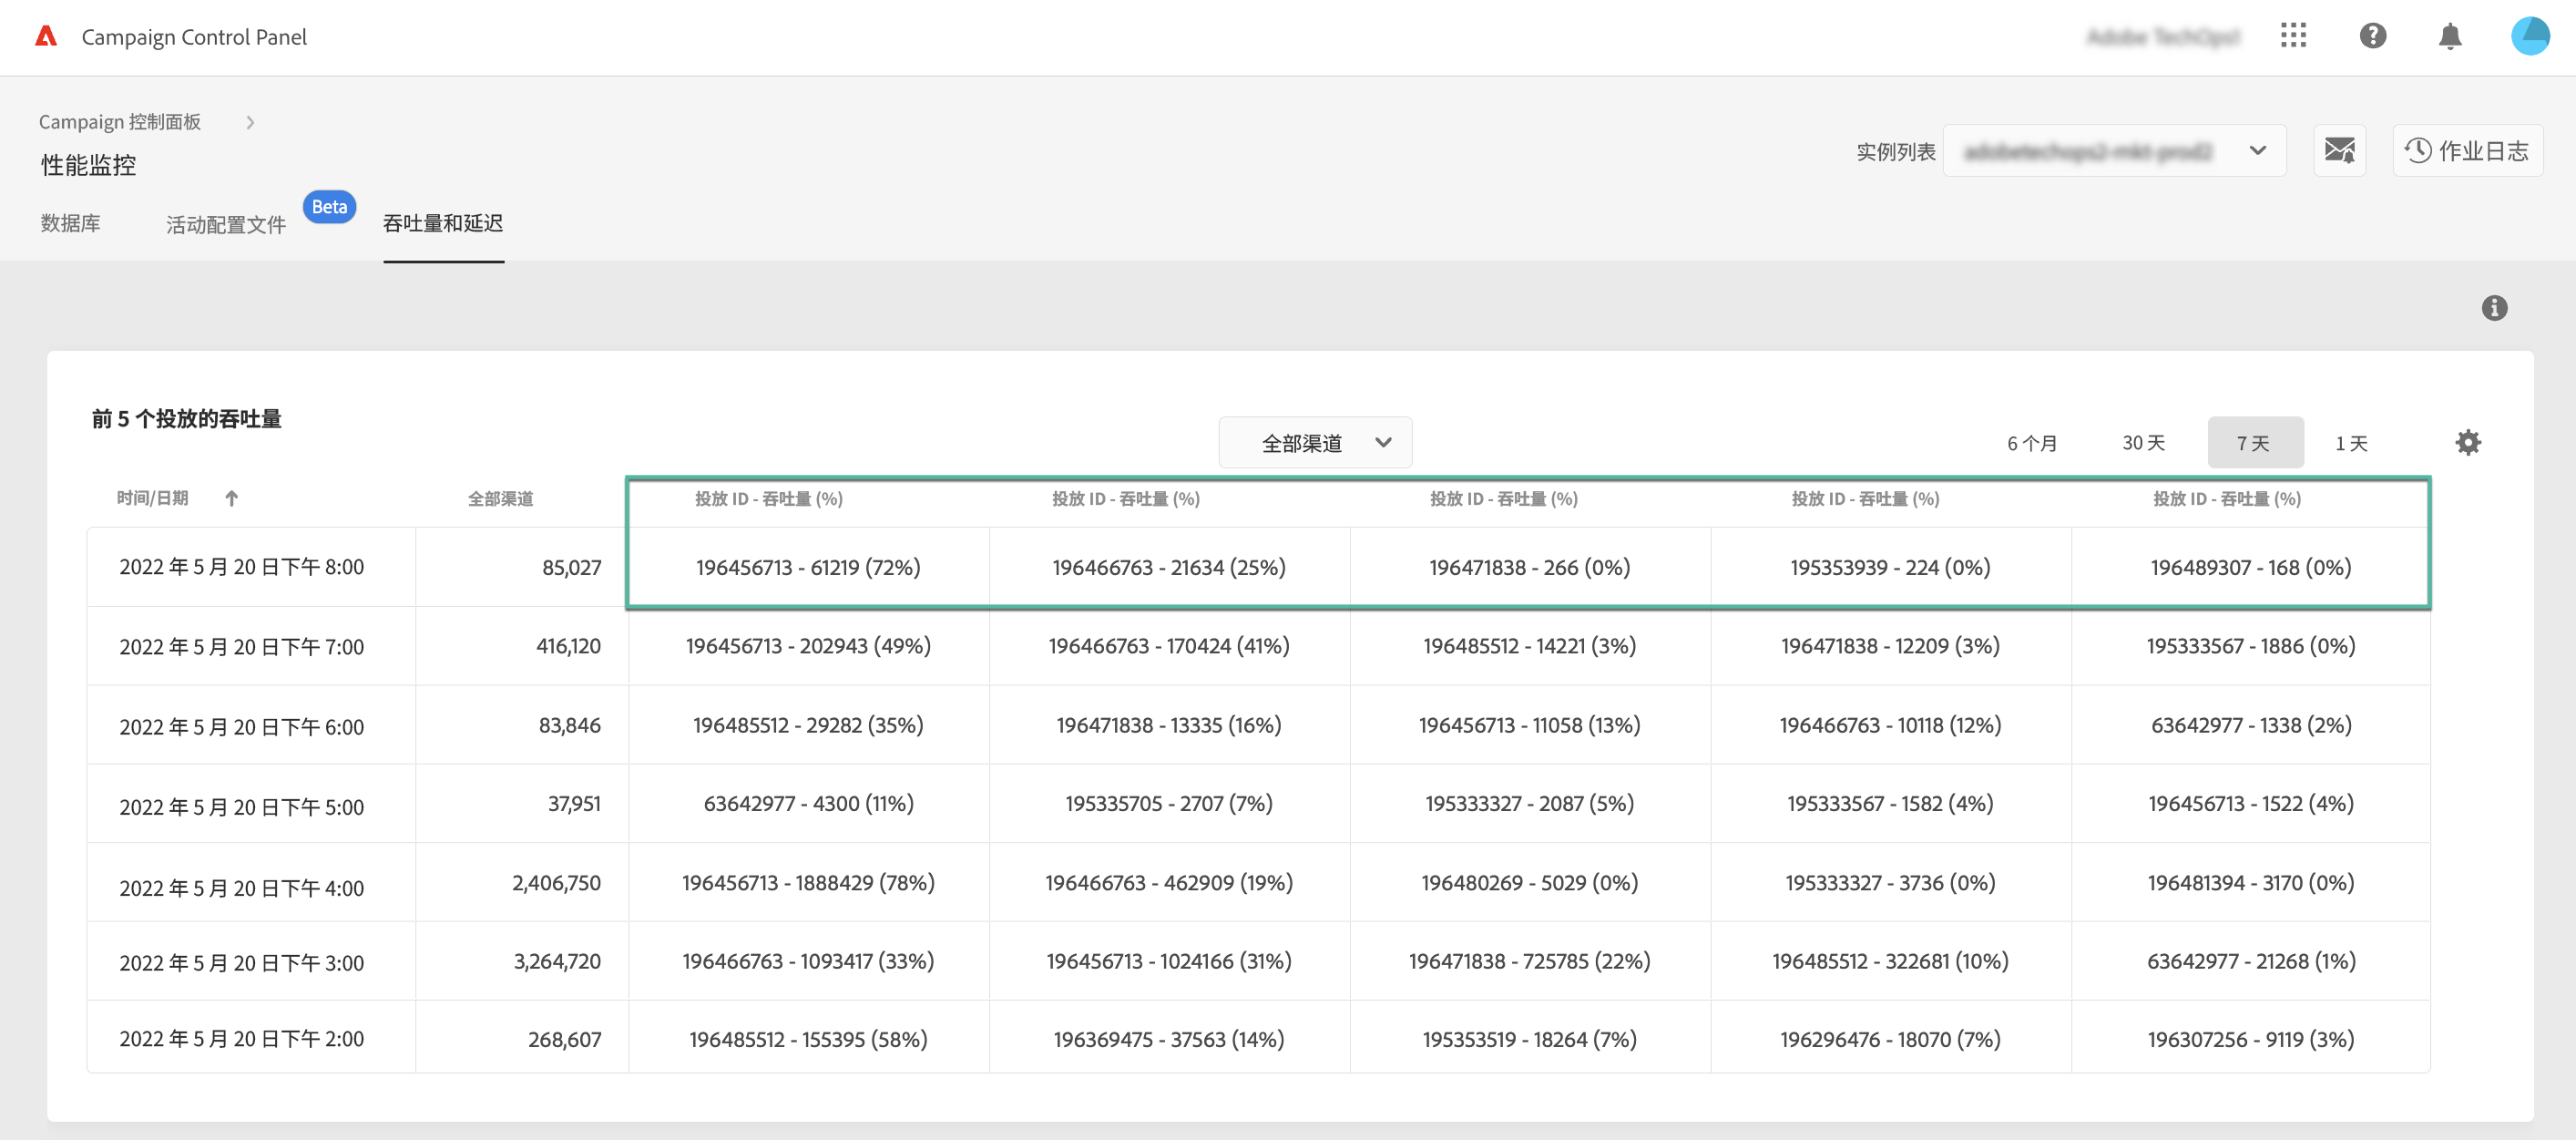 Campaign Control Panel
Campaign 控制面板
性能监控
实例列表
作业日志
数据库 活动配置文件 Beta 吞吐量和延迟
前 5 个投放的吞吐量
全部渠道
6 个月 30 天 7 天 1 天
时间/日期 全部渠道 投放 ID - 吞吐量 (%) 投放 ID - 吞吐量 (%) 投放 ID - 吞吐量 (%) 投放 ID - 吞吐量 (%) 投放 ID - 吞吐量 (%)
2022 年 5 月 20 日下午 8:00 85,027 196456713 - 61219 (72%) 196466763 - 21634 (25%) 196471838 - 266 (0%) 195353939 - 224 (0%) 196489307 - 168 (0%)
2022 年 5 月 20 日下午 7:00 416,120 196456713 - 202943 (49%) 196466763 - 170424 (41%) 196485512 - 14221 (3%) 196471838 - 12209 (3%) 195333567 - 1886 (0%)
2022 年 5 月 20 日下午 6:00 83,846 196485512 - 29282 (35%) 196471838 - 13335 (16%) 196456713 - 11058 (13%) 196466763 - 10118 (12%) 63642977 - 1338 (2%)
2022 年 5 月 20 日下午 5:00 37,951 63642977 - 4300 (11%) 195335705 - 2707 (7%) 195333327 - 2087 (5%) 195333567 - 1582 (4%) 196456713 - 1522 (4%)
2022 年 5 月 20 日下午 4:00 2,406,750 196456713 - 1888429 (78%) 196466763 - 462909 (19%) 196480269 - 5029 (0%) 195333327 - 3736 (0%) 196481394 - 3170 (0%)
2022 年 5 月 20 日下午 3:00 3,264,720 196466763 - 1093417 (33%) 196456713 - 1024166 (31%) 196471838 - 725785 (22%) 196485512 - 322681 (10%) 63642977 - 21268 (1%)
2022 年 5 月 20 日下午 2:00 268,607 196485512 - 155395 (58%) 196369475 - 37563 (14%) 195353519 - 18264 (7%) 196296476 - 18070 (7%) 196307256 - 9119 (3%)